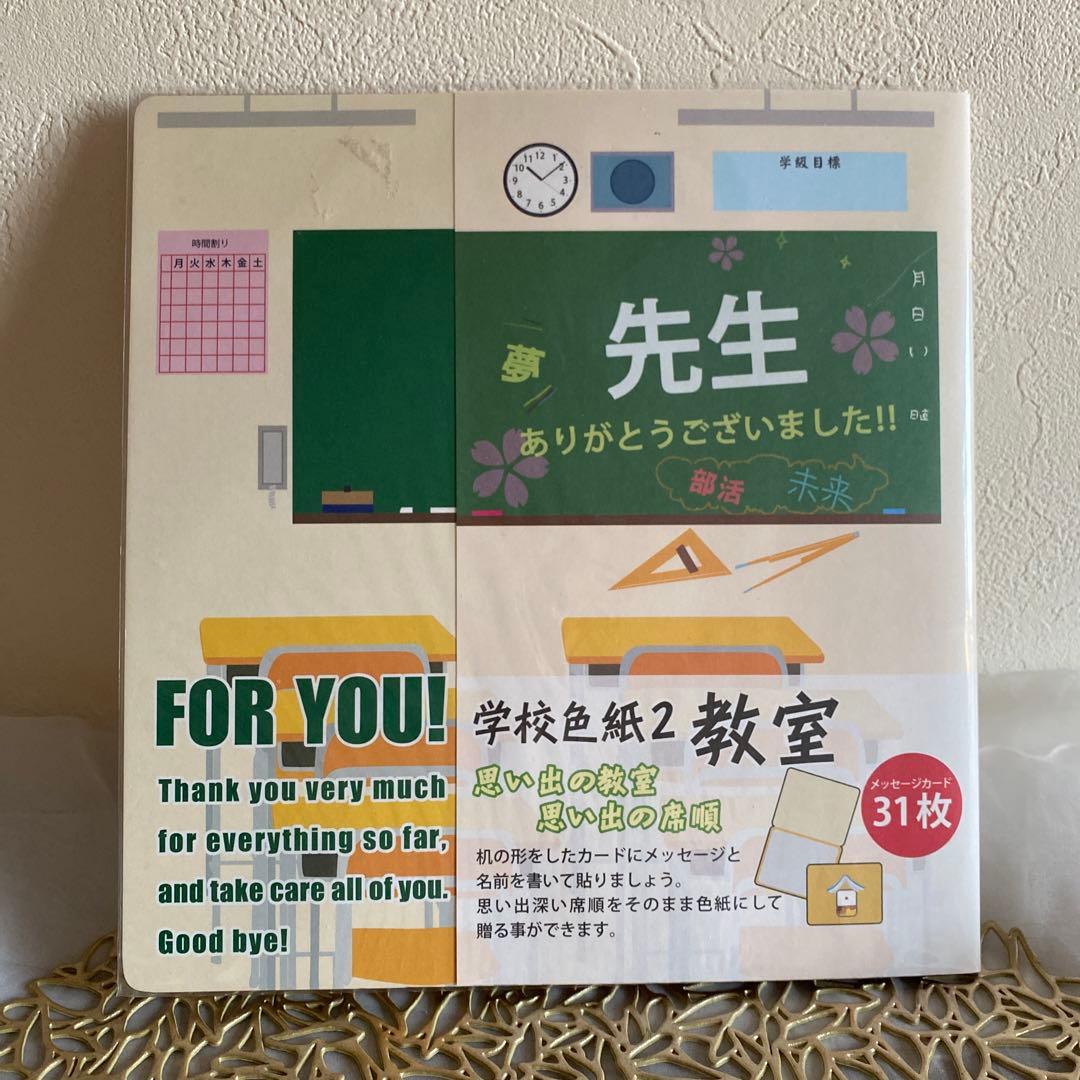 学級目標
時間割り
月 火 水 木 金 土
月
日
( )
日直
先生
夢
ありがとうございました!!
部活
未来
FOR YOU!
Thank you very much
for everything so far,
and take care all of you.
Good bye!
学校色紙2 教室
思い出の教室
思い出の席順
メッセージカード
31枚
机の形をしたカードにメッセージと
名前を書いて貼りましょう。
思い出深い席順をそのまま色紙にして
贈る事ができます。